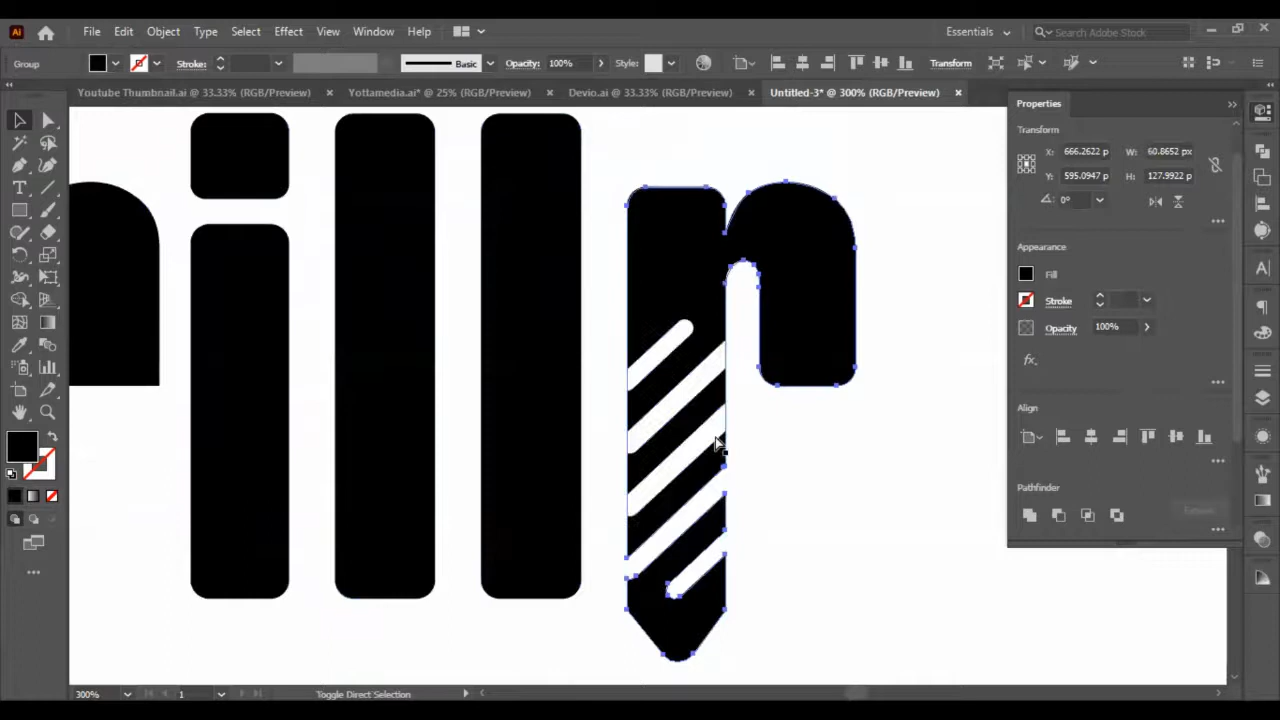 Ai File Edit Object Type Select Effect View Window Help Essentials Search Adobe Stock
Group Stroke: Basic Opacity: 100% Style: Transform
Youtube Thumbnail.ai @ 33.33% (RGB/Preview) × Yottamedia.ai* @ 25% (RGB/Preview) × Devio.ai @ 33.33% (RGB/Preview) × Untitled-3* @ 300% (RGB/Preview) ×
Properties
Transform
X: 666.2622 p W: 60.8652 px
Y: 595.0947 p H: 127.9922 p
0°
Appearance
Fill
Stroke
Opacity 100%
fx.
Align
Pathfinder
illr
300% 1 Toggle Direct Selection